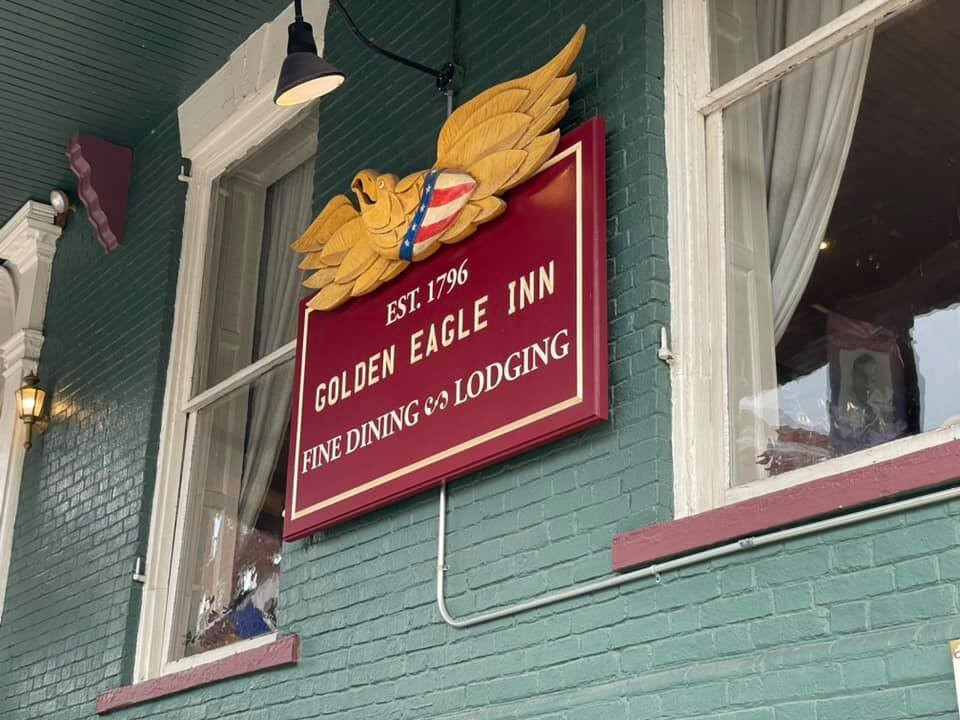 EST. 1796
GOLDEN EAGLE INN
FINE DINING & LODGING